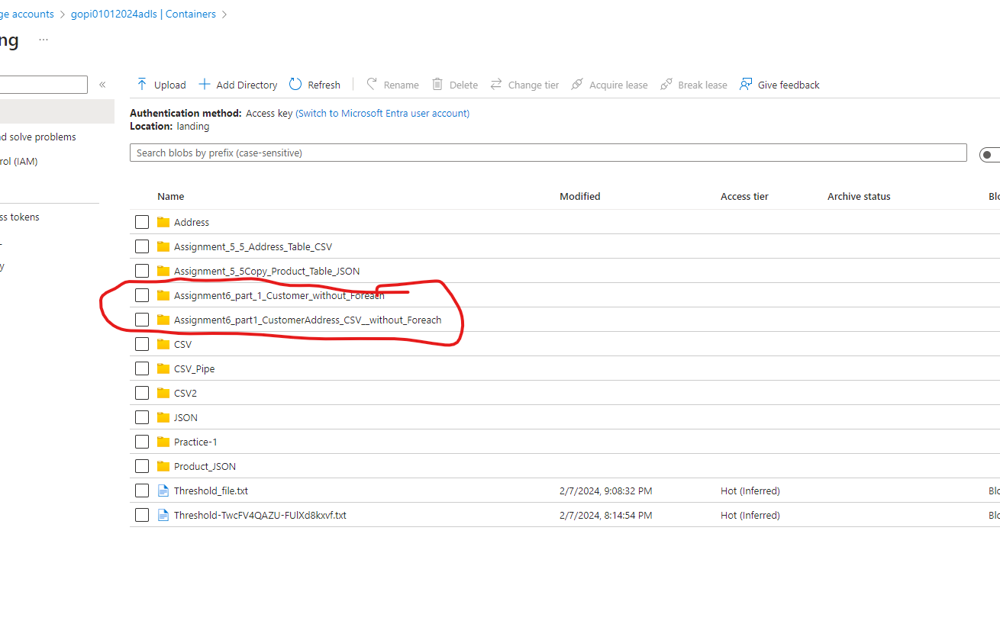 ge accounts > gopi01012024adls | Containers >
ng ...
« Upload Add Directory Refresh Rename Delete Change tier Acquire lease Break lease Give feedback
Authentication method: Access key (Switch to Microsoft Entra user account)
Location: landing
nd solve problems
Search blobs by prefix (case-sensitive)
rol (IAM)
Name Modified Access tier Archive status Blo
ss tokens
Address
Assignment_5_5_Address_Table_CSV
y
Assignment_5_5Copy_Product_Table_JSON
Assignment6_part_1_Customer_without_Foreach
Assignment6_part1_CustomerAddress_CSV__without_Foreach
CSV
CSV_Pipe
CSV2
JSON
Practice-1
Product_JSON
Threshold_file.txt 2/7/2024, 9:08:32 PM Hot (Inferred) Blo
Threshold-TwcFV4QAZU-FUlXd8kxvf.txt 2/7/2024, 8:14:54 PM Hot (Inferred) Blo